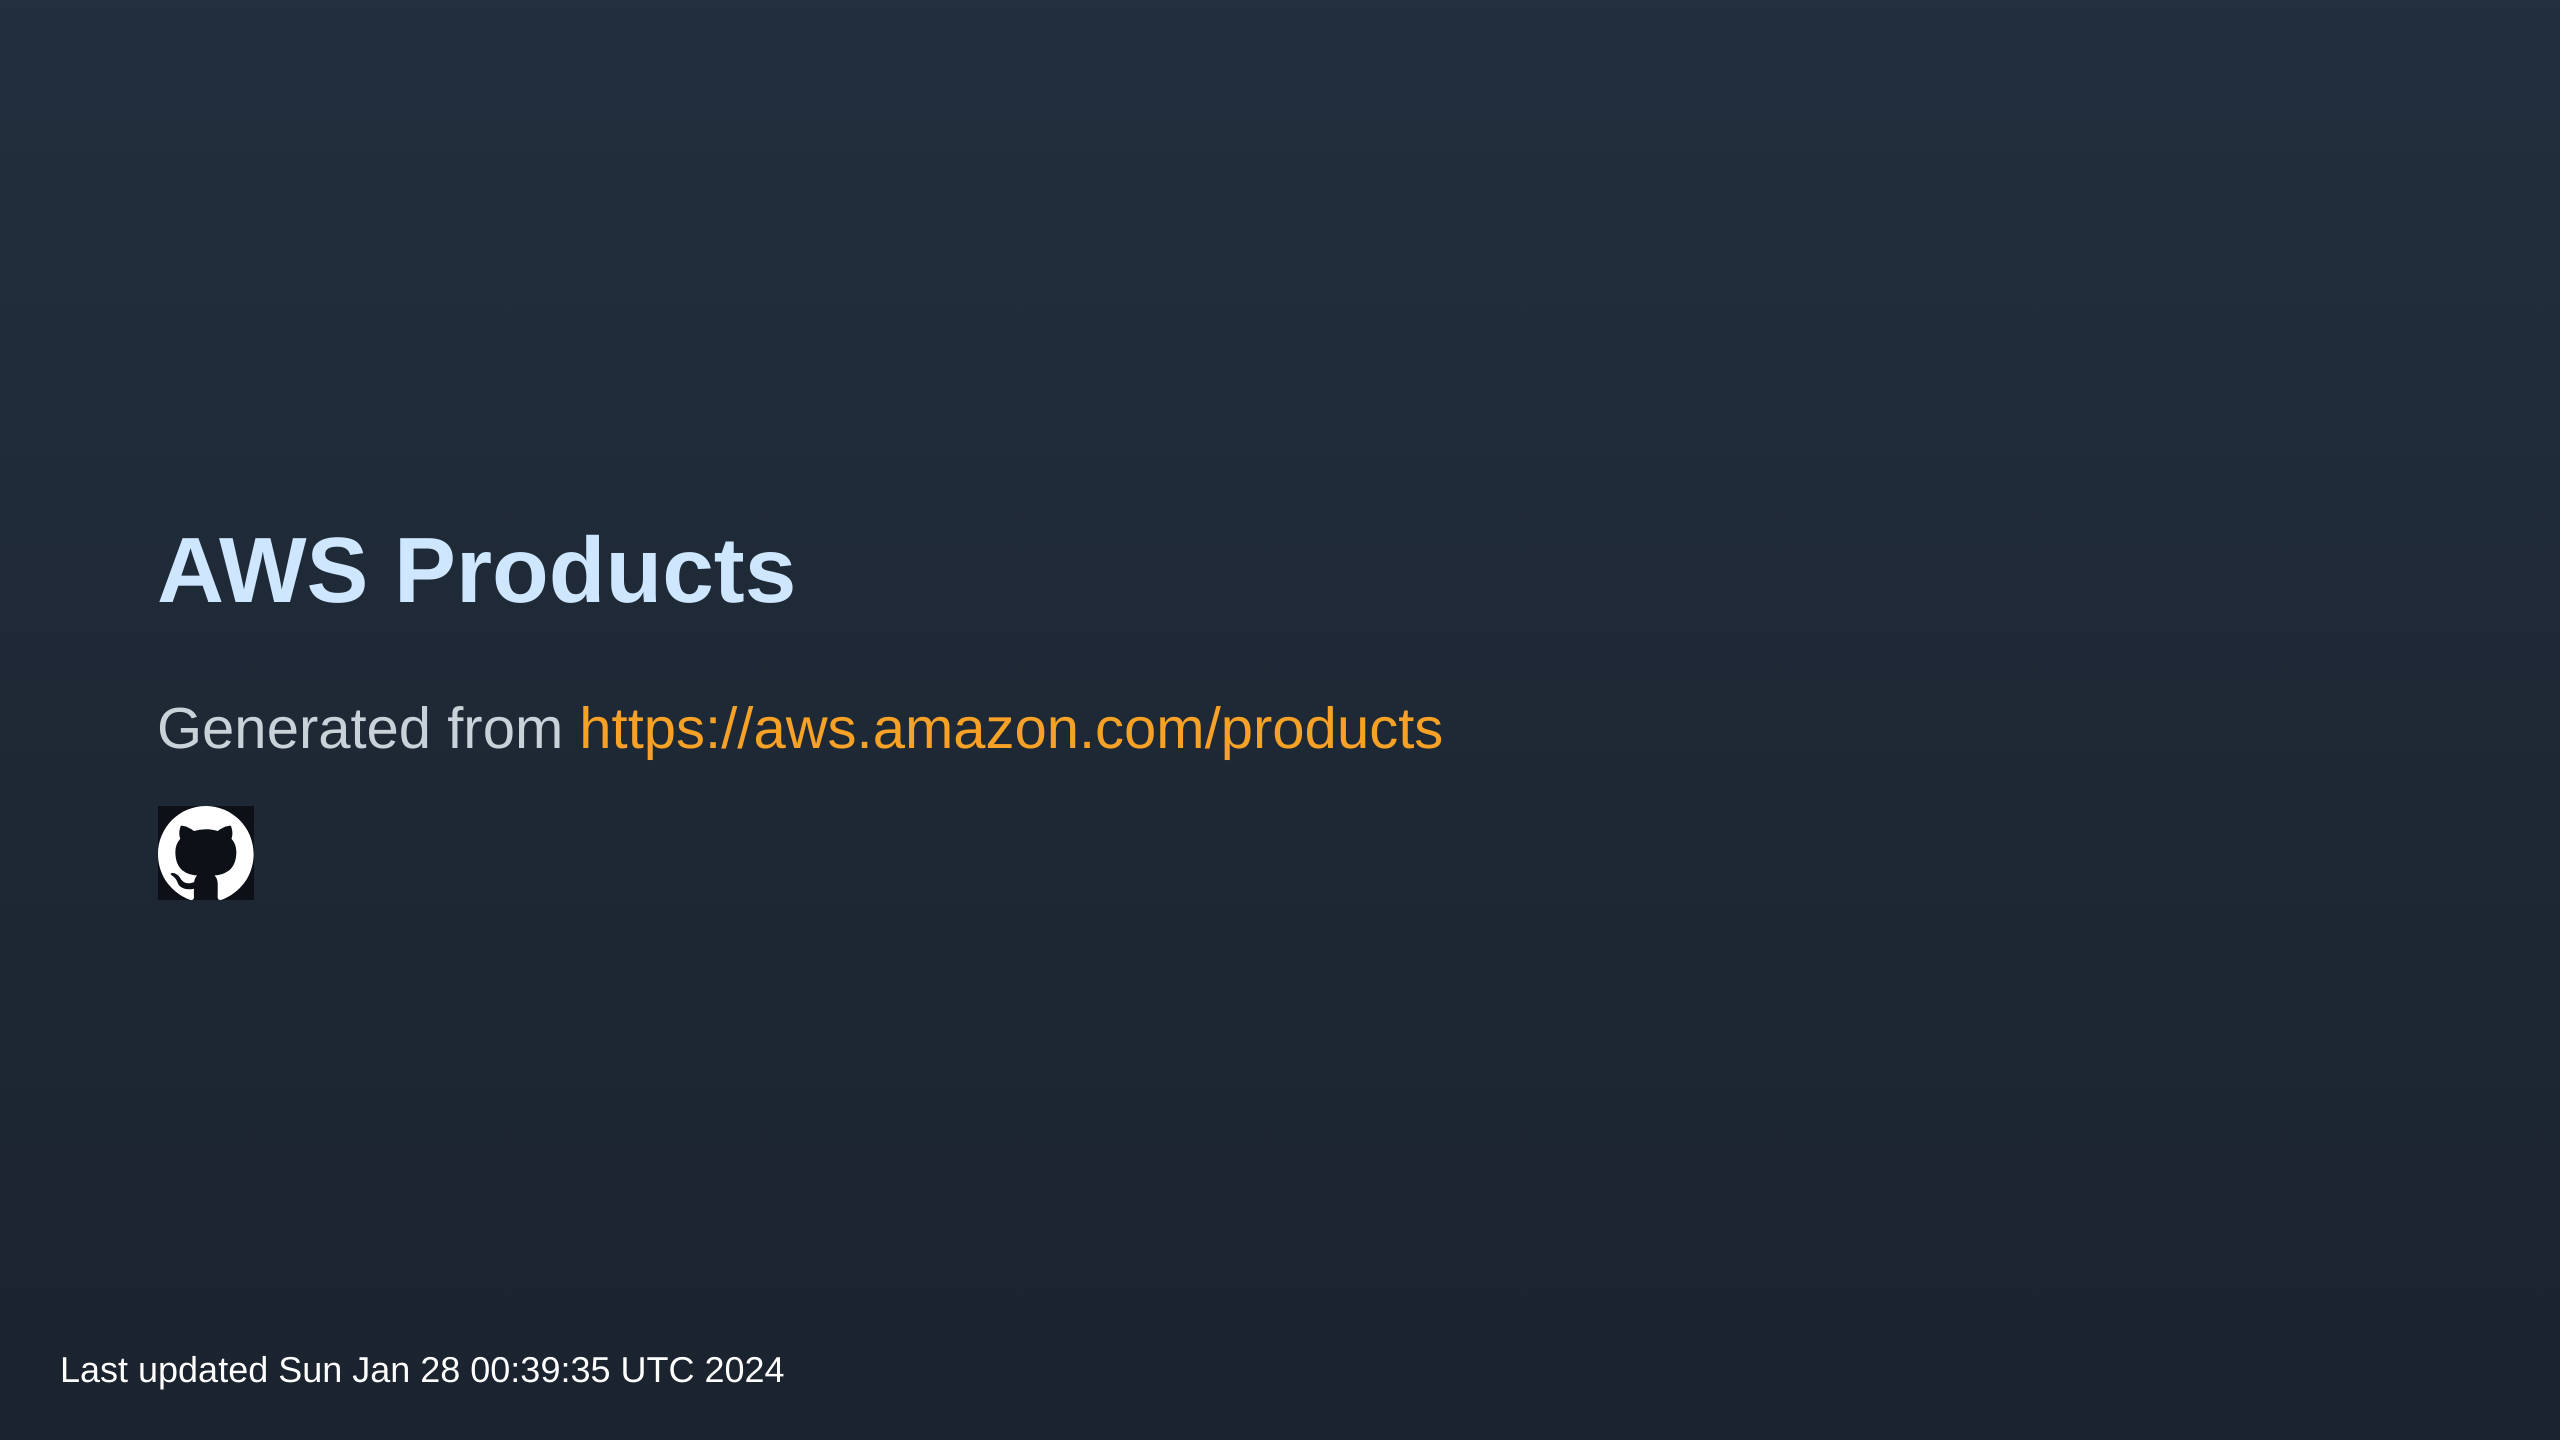 AWS Products
Generated from https://aws.amazon.com/products
Last updated Sun Jan 28 00:39:35 UTC 2024